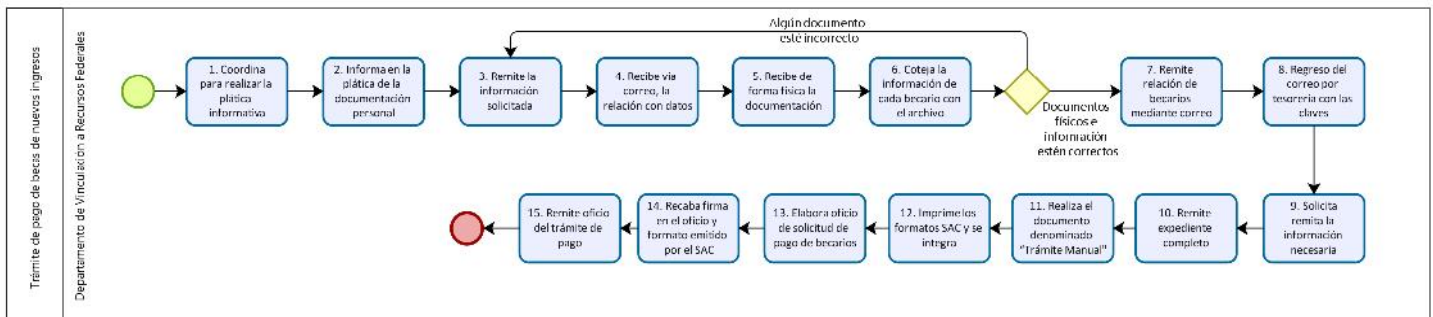 Trámite de pago de becas de nuevos ingresos
Departamento de Vinculación a Recursos Federales
Algún documento
esté incorrecto
1. Coordina
para realizar la
plática
informativa
2. Informa en la
plática de la
documentación
personal
3. Remite la
información
solicitada
4. Recibe vía
correo, la
relación con datos
5. Recibe de
forma física la
documentación
6. Coteja la
información de
cada becario con
el archivo
Documentos
físicos e
información
estén correctos
7. Remite
relación de
becarios
mediante correo
8. Regreso del
correo por
tesorería con las
claves
9. Solicita
remita la
información
necesaria
10. Remite
expediente
completo
11. Realiza el
documento
denominado
"Trámite Manual"
12. Imprime los
formatos SAC y se
integra
13. Elabora oficio
de solicitud de
pago de becarios
14. Recaba firma
en el oficio y
formato emitido
por el SAC
15. Remite oficio
del trámite de
pago